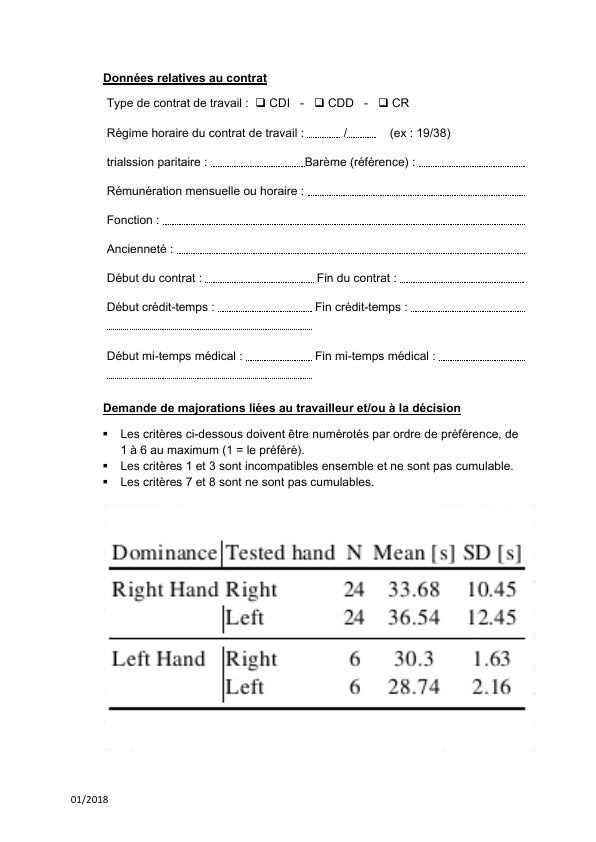 Données relatives au contrat
Type de contrat de travail : ❑ CDI - ❑ CDD - ❑ CR
Régime horaire du contrat de travail : .......... /.......... (ex : 19/38)
trialssion paritaire : ..............................Barème (référence) : ..............................
Rémunération mensuelle ou horaire : ..............................
Fonction : ..............................
Ancienneté : ..............................
Début du contrat : .............................. Fin du contrat : ..............................
Début crédit-temps : .............................. Fin crédit-temps : ..............................
..............................
Début mi-temps médical : .................... Fin mi-temps médical : ..............................
..............................
Demande de majorations liées au travailleur et/ou à la décision
▪ Les critères ci-dessous doivent être numérotés par ordre de préférence, de
1 à 6 au maximum (1 = le préféré).
▪ Les critères 1 et 3 sont incompatibles ensemble et ne sont pas cumulable.
▪ Les critères 7 et 8 sont ne sont pas cumulables.
Dominance Tested hand N Mean [s] SD [s]
Right Hand Right 24 33.68 10.45
Left 24 36.54 12.45
Left Hand Right 6 30.3 1.63
Left 6 28.74 2.16
01/2018